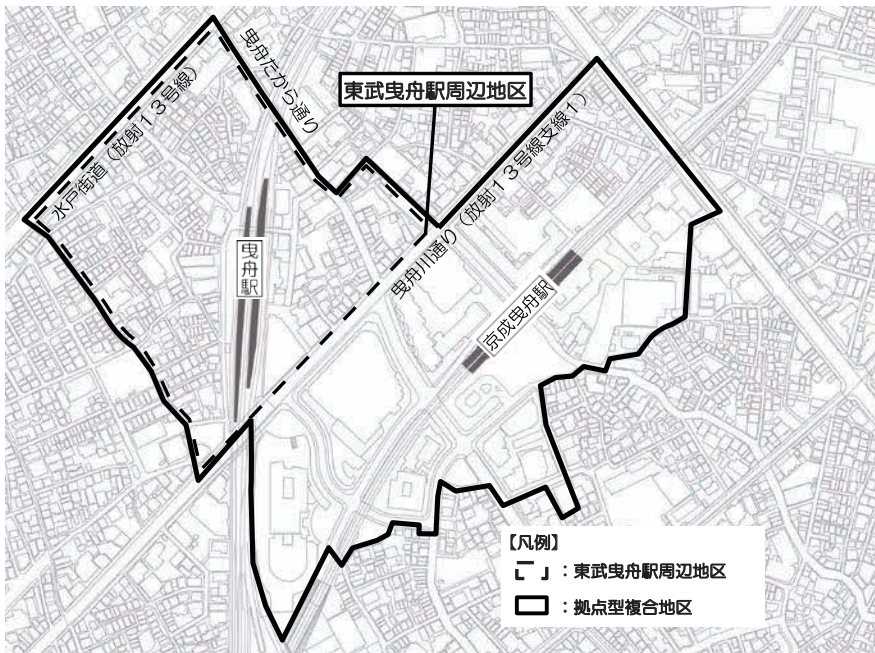 曳舟たから通り
東武曳舟駅周辺地区
水戸街道（放射１３号線）
曳舟川通り（放射１３号線支線１）
曳舟駅
京成曳舟駅
【凡例】
：東武曳舟駅周辺地区
：拠点型複合地区